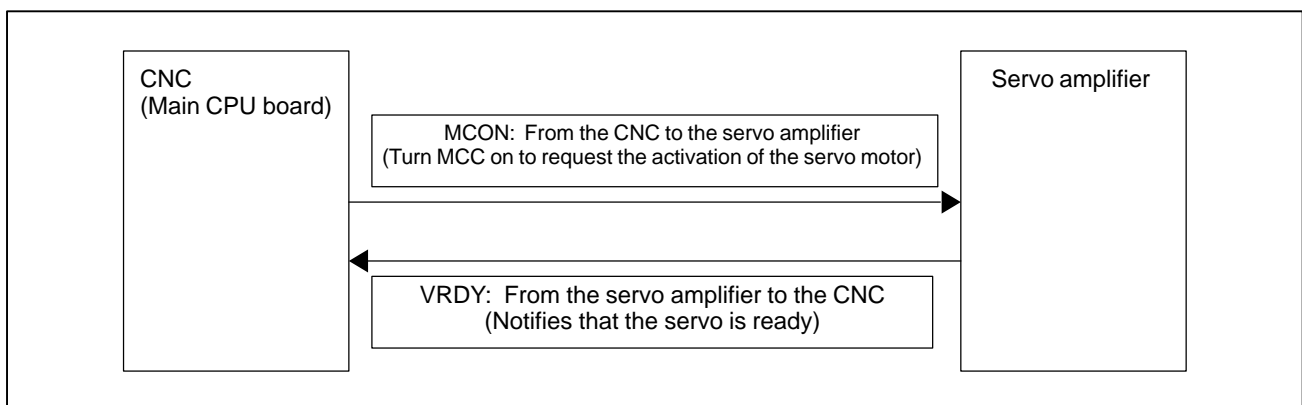 CNC
(Main CPU board)
Servo amplifier
MCON: From the CNC to the servo amplifier
(Turn MCC on to request the activation of the servo motor)
VRDY: From the servo amplifier to the CNC
(Notifies that the servo is ready)